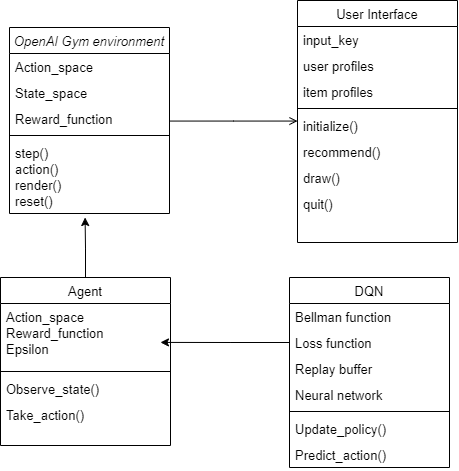 OpenAI Gym environment
Action_space
State_space
Reward_function
step()
action()
render()
reset()
User Interface
input_key
user profiles
item profiles
initialize()
recommend()
draw()
quit()
Agent
Action_space
Reward_function
Epsilon
Observe_state()
Take_action()
DQN
Bellman function
Loss function
Replay buffer
Neural network
Update_policy()
Predict_action()